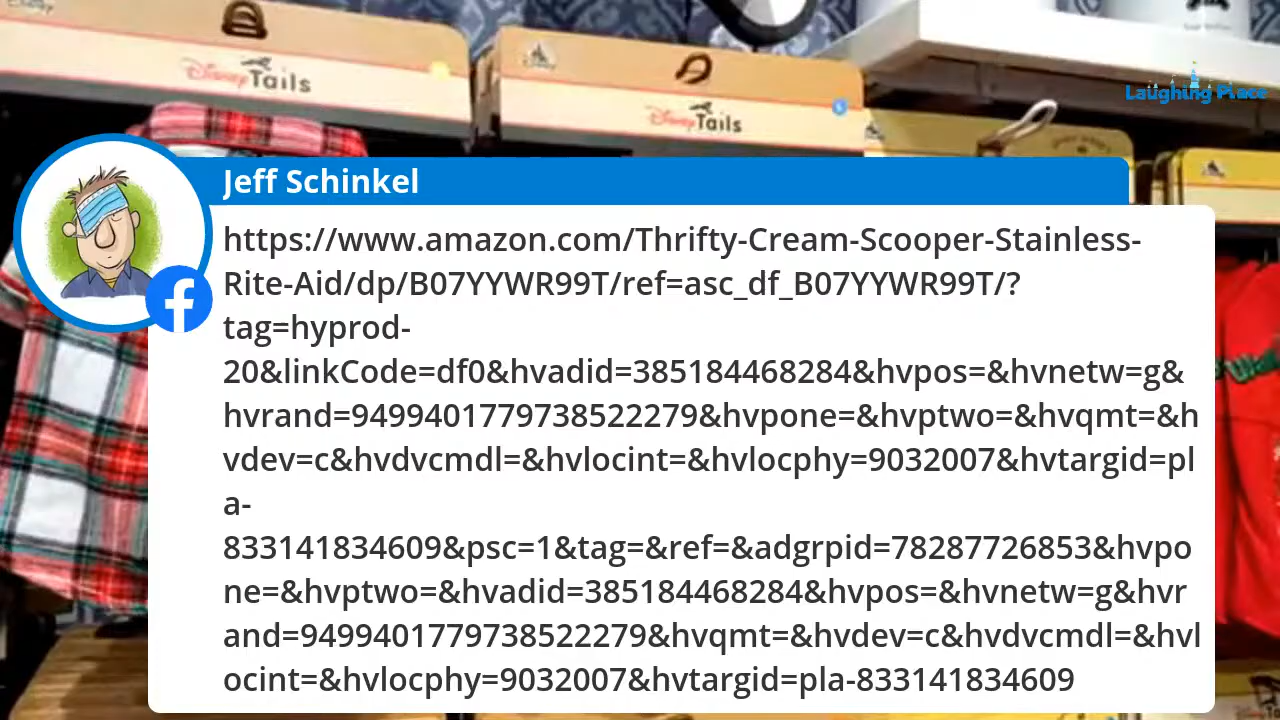 Disney
Disney Tails
Disney Tails
Laughing Place
Jeff Schinkel
https://www.amazon.com/Thrifty-Cream-Scooper-Stainless-
Rite-Aid/dp/B07YYWR99T/ref=asc_df_B07YYWR99T/?
tag=hyprod-
20&linkCode=df0&hvadid=385184468284&hvpos=&hvnetw=g&
hvrand=9499401779738522279&hvpone=&hvptwo=&hvqmt=&h
vdev=c&hvdvcmdl=&hvlocint=&hvlocphy=9032007&hvtargid=pl
a-
833141834609&psc=1&tag=&ref=&adgrpid=78287726853&hvpo
ne=&hvptwo=&hvadid=385184468284&hvpos=&hvnetw=g&hvr
and=9499401779738522279&hvqmt=&hvdev=c&hvdvcmdl=&hvl
ocint=&hvlocphy=9032007&hvtargid=pla-833141834609